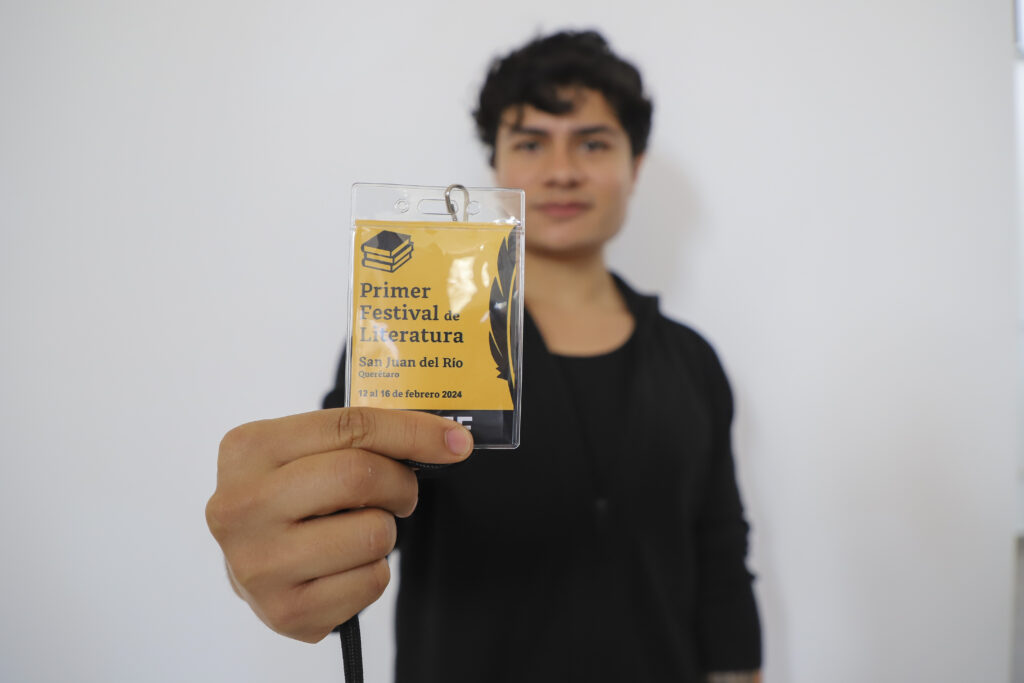 Primer
Festival de
Literatura
San Juan del Río
Querétaro
12 al 16 de febrero 2024